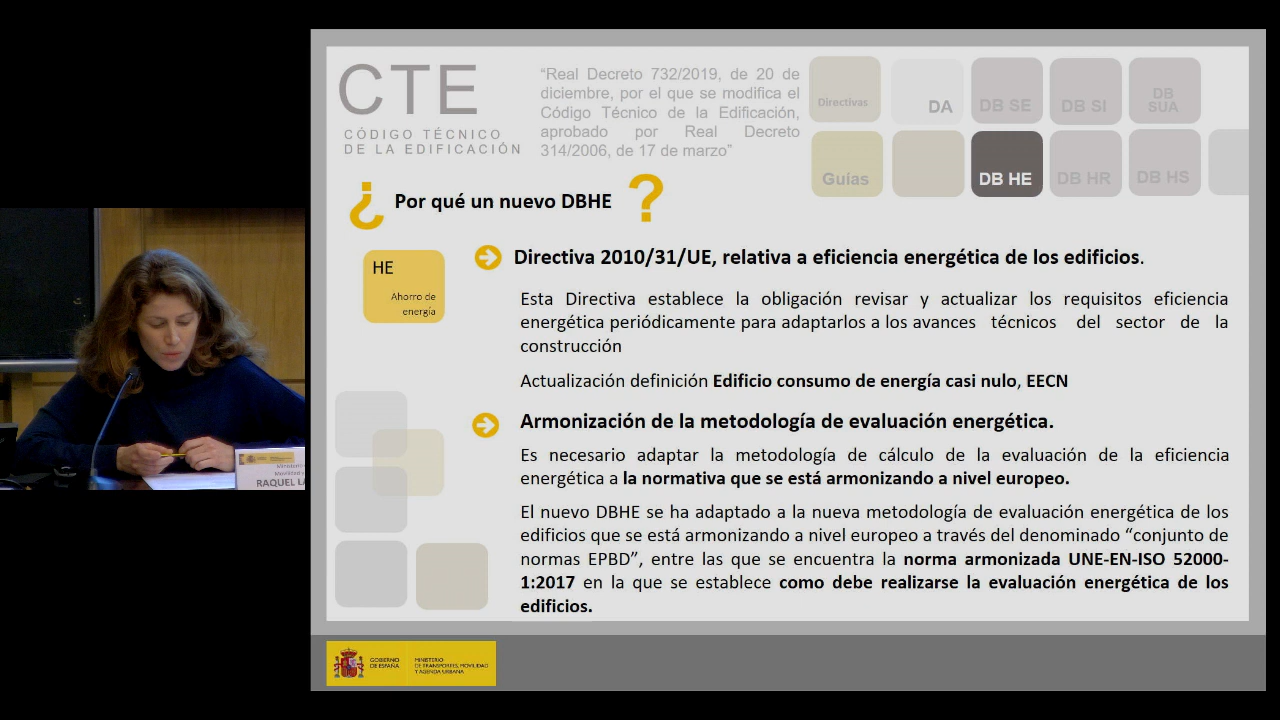 CTE
CÓDIGO TÉCNICO
DE LA EDIFICACIÓN
“Real Decreto 732/2019, de 20 de
diciembre, por el que se modifica el
Código Técnico de la Edificación,
aprobado por Real Decreto
314/2006, de 17 de marzo”
Directivas
DA
DB SE
DB SI
DB
SUA
Guías
DB HE
DB HR
DB HS
¿ Por qué un nuevo DBHE ?
HE
Ahorro de
energía
Directiva 2010/31/UE, relativa a eficiencia energética de los edificios.
Esta Directiva establece la obligación revisar y actualizar los requisitos eficiencia
energética periódicamente para adaptarlos a los avances técnicos del sector de la
construcción
Actualización definición Edificio consumo de energía casi nulo, EECN
Armonización de la metodología de evaluación energética.
Es necesario adaptar la metodología de cálculo de la evaluación de la eficiencia
energética a la normativa que se está armonizando a nivel europeo.
El nuevo DBHE se ha adaptado a la nueva metodología de evaluación energética de los
edificios que se está armonizando a nivel europeo a través del denominado “conjunto de
normas EPBD”, entre las que se encuentra la norma armonizada UNE-EN-ISO 52000-
1:2017 en la que se establece como debe realizarse la evaluación energética de los
edificios.
RAQUEL
GOBIERNO
DE ESPAÑA
MINISTERIO
DE TRANSPORTES, MOVILIDAD
Y AGENDA URBANA